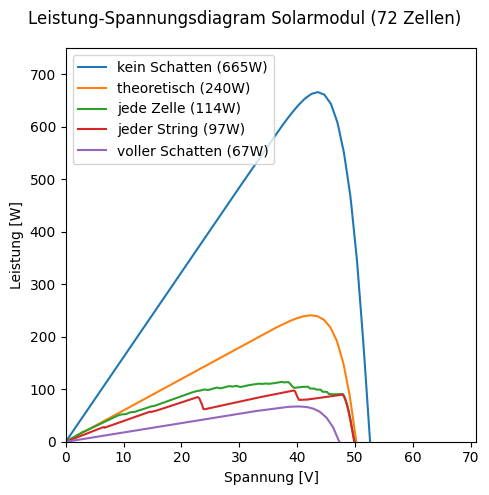 Leistung-Spannungsdiagram Solarmodul (72 Zellen)
kein Schatten (665W)
theoretisch (240W)
jede Zelle (114W)
jeder String (97W)
voller Schatten (67W)
Leistung [W]
700
600
500
400
300
200
100
0
0 10 20 30 40 50 60 70
Spannung [V]